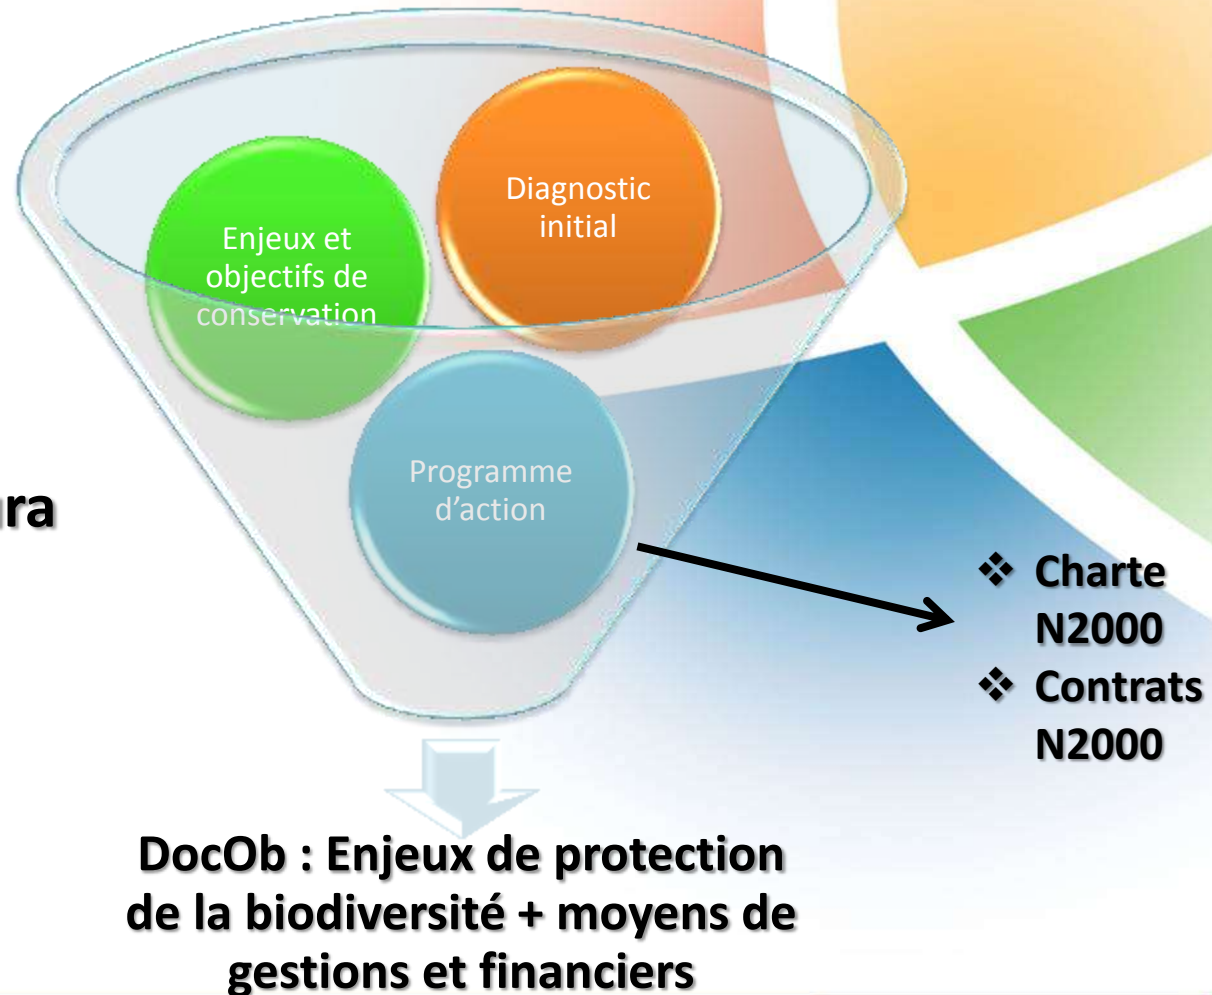 Diagnostic
initial
Enjeux et
objectifs de
conservation
Programme
d’action
❖ Charte
N2000
❖ Contrats
N2000
DocOb : Enjeux de protection
de la biodiversité + moyens de
gestions et financiers